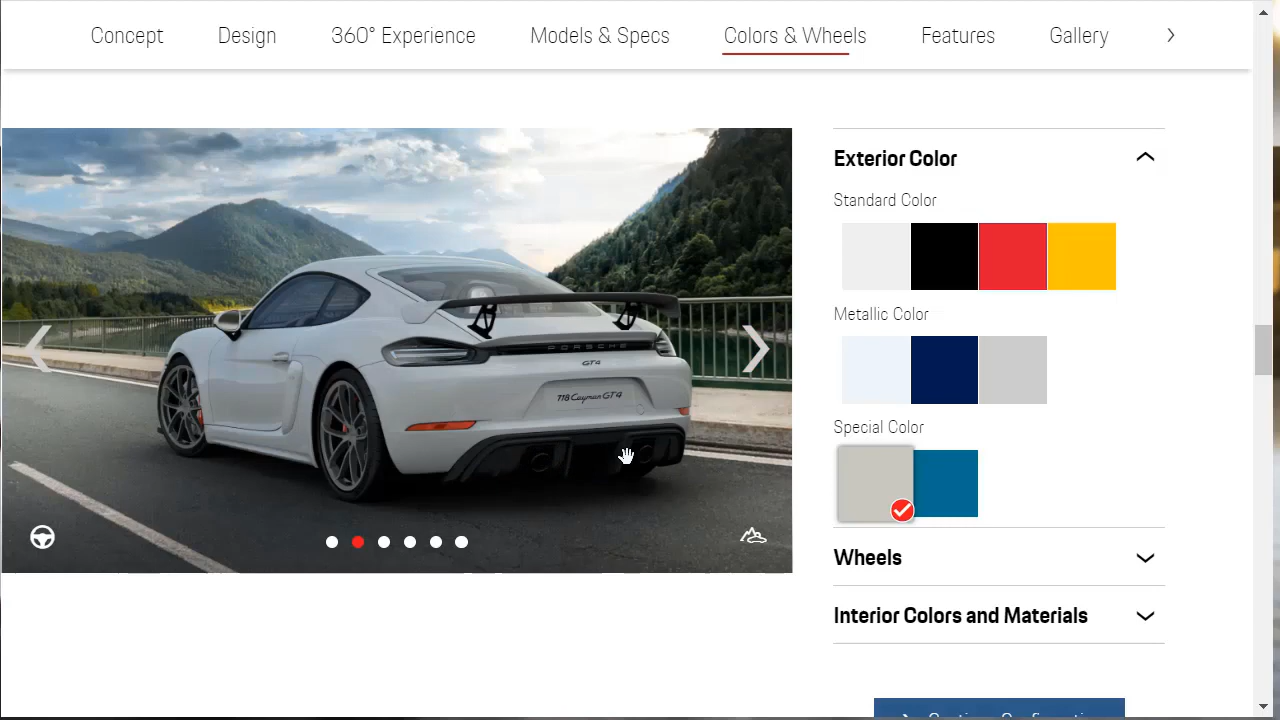 Concept Design 360° Experience Models & Specs Colors & Wheels Features Gallery
Exterior Color
Standard Color
Metallic Color
Special Color
Wheels
Interior Colors and Materials
PORSCHE
GT4
718 Cayman GT4